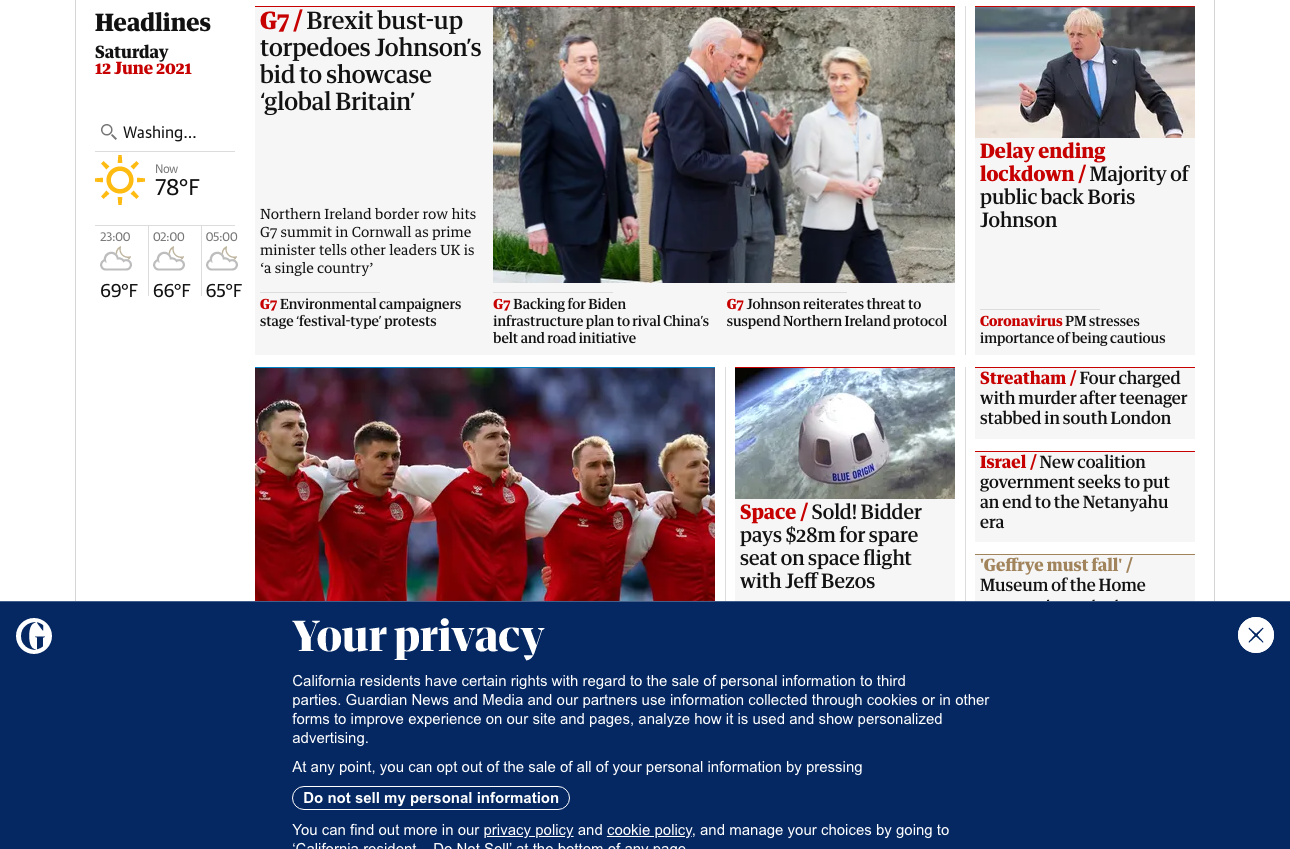 Headlines
Saturday
12 June 2021
Washing...
Now
78°F
23:00
02:00
05:00
69°F
66°F
65°F
G7 / Brexit bust-up
torpedoes Johnson's
bid to showcase
'global Britain'
Northern Ireland border row hits
G7 summit in Cornwall as prime
minister tells other leaders UK is
'a single country'
G7 Environmental campaigners
stage 'festival-type' protests
G7 Backing for Biden
infrastructure plan to rival China's
belt and road initiative
G7 Johnson reiterates threat to
suspend Northern Ireland protocol
Delay ending
lockdown / Majority of
public back Boris
Johnson
Coronavirus PM stresses
importance of being cautious
BLUE ORIGIN
Space / Sold! Bidder
pays $28m for spare
seat on space flight
with Jeff Bezos
Streatham / Four charged
with murder after teenager
stabbed in south London
Israel / New coalition
government seeks to put
an end to the Netanyahu
era
'Geffrye must fall' /
Museum of the Home
Your privacy
California residents have certain rights with regard to the sale of personal information to third
parties. Guardian News and Media and our partners use information collected through cookies or in other
forms to improve experience on our site and pages, analyze how it is used and show personalized
advertising.
At any point, you can opt out of the sale of all of your personal information by pressing
Do not sell my personal information
You can find out more in our privacy policy and cookie policy, and manage your choices by going to
'California resident – Do Not Sell' at the bottom of any page.